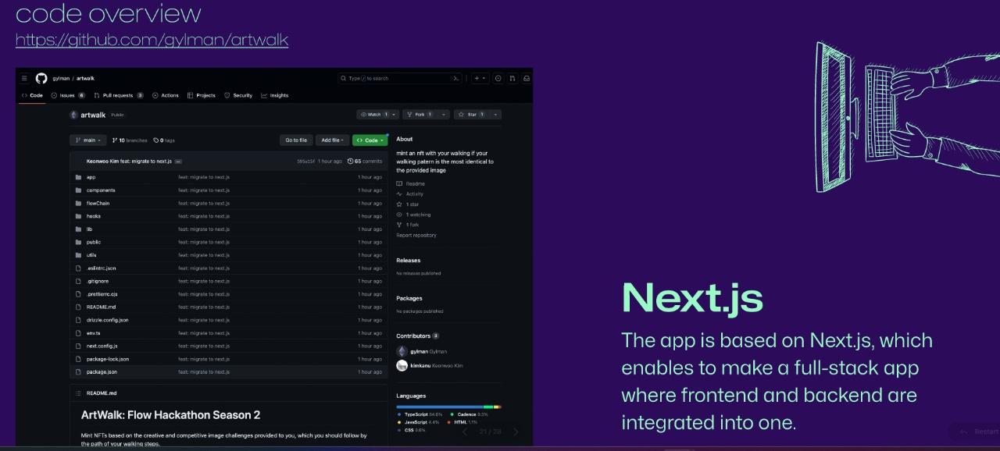 code overview
https://github.com/gylman/artwalk
gylman / artwalk
Type / to search
Code
Issues 6
Pull requests 3
Actions
Projects
Security
Insights
artwalk Public
Watch 1
Fork 1
Star 1
main
10 branches
0 tags
Go to file
Add file
Code
Keonwoo Kim feat: migrate to next.js
1 hour ago
65 commits
app feat: migrate to next.js 1 hour ago
components feat: migrate to next.js 1 hour ago
flowChain feat: migrate to next.js 1 hour ago
hooks feat: migrate to next.js 1 hour ago
lib feat: migrate to next.js 1 hour ago
public feat: migrate to next.js 1 hour ago
utils feat: migrate to next.js 1 hour ago
.eslintrc.json feat: migrate to next.js 1 hour ago
.gitignore feat: migrate to next.js 1 hour ago
.prettierrc.cjs feat: migrate to next.js 1 hour ago
README.md feat: migrate to next.js 1 hour ago
drizzle.config.json feat: migrate to next.js 1 hour ago
env.ts feat: migrate to next.js 1 hour ago
next.config.js feat: migrate to next.js 1 hour ago
package-lock.json feat: migrate to next.js 1 hour ago
package.json feat: migrate to next.js 1 hour ago
README.md
ArtWalk: Flow Hackathon Season 2
Mint NFTs based on the creative and competitive image challenges provided to you, which you should follow by
the path of your walking steps.
About
mint an nft with your walking if your
walking patern is the most identical to
the provided image
Readme
Activity
1 star
1 watching
1 fork
Report repository
Releases
No releases published
Packages
No packages published
Contributors 3
gylman Gylman
kimkanu Keonwoo Kim
Languages
TypeScript
Cadence
JavaScript 4.4%
HTML 1.1%
CSS 0.6%
21 / 28
Next.js
The app is based on Next.js, which
enables to make a full-stack app
where frontend and backend are
integrated into one.
Restart